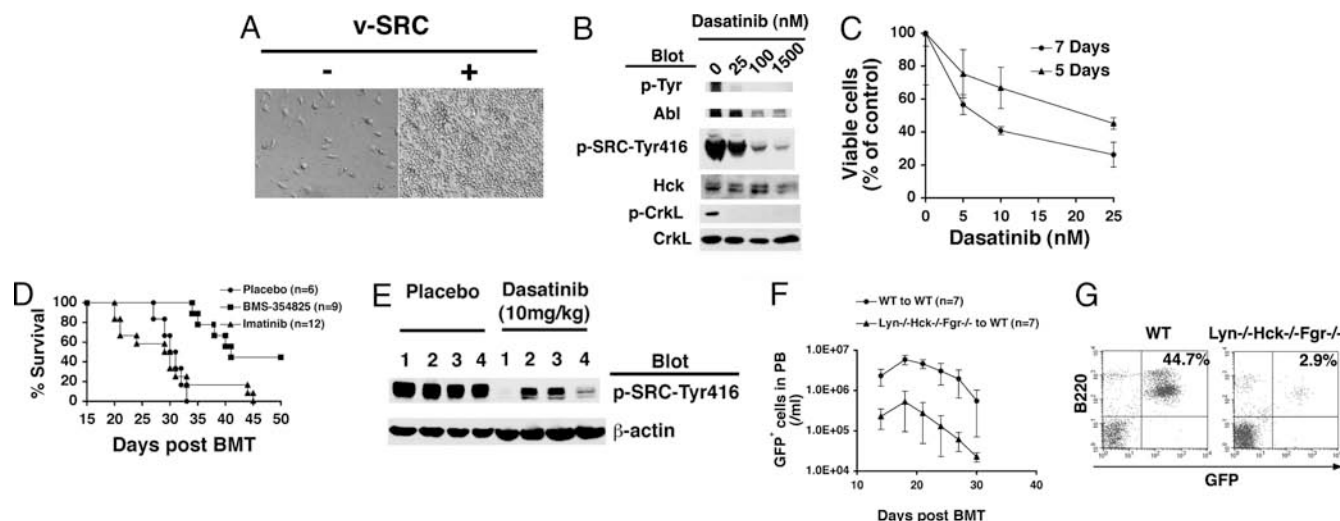 A
v-SRC
- +
B
Dasatinib (nM)
Blot
0 25 100 1500
p-Tyr
Abl
p-SRC-Tyr416
Hck
p-CrkL
CrkL
C
7 Days
5 Days
100
80
60
40
20
0
0 5 10 15 20 25
Viable cells
(% of control)
Dasatinib (nM)
D
Placebo (n=6)
BMS-354825 (n=9)
Imatinib (n=12)
100
80
60
40
20
0
15 20 25 30 35 40 45 50
% Survival
Days post BMT
E
Placebo
Dasatinib
(10mg/kg)
1 2 3 4 1 2 3 4
Blot
p-SRC-Tyr416
β-actin
F
WT to WT (n=7)
Lyn-/-Hck-/-Fgr-/- to WT (n=7)
1.0E+07
1.0E+06
1.0E+05
1.0E+04
10 20 30 40
GFP+ cells in PB
(/ml)
Days post BMT
G
WT
Lyn-/-Hck-/-Fgr-/-
44.7%
2.9%
B220
GFP